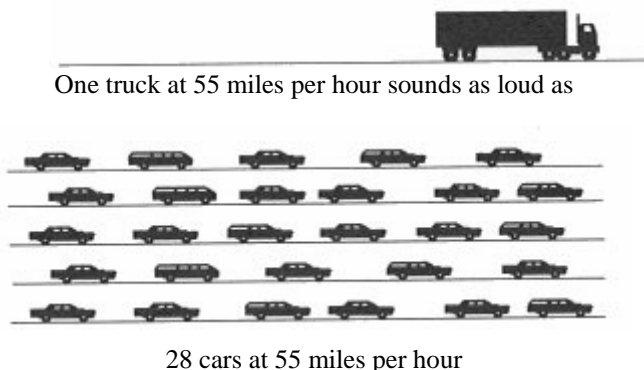 One truck at 55 miles per hour sounds as loud as
28 cars at 55 miles per hour